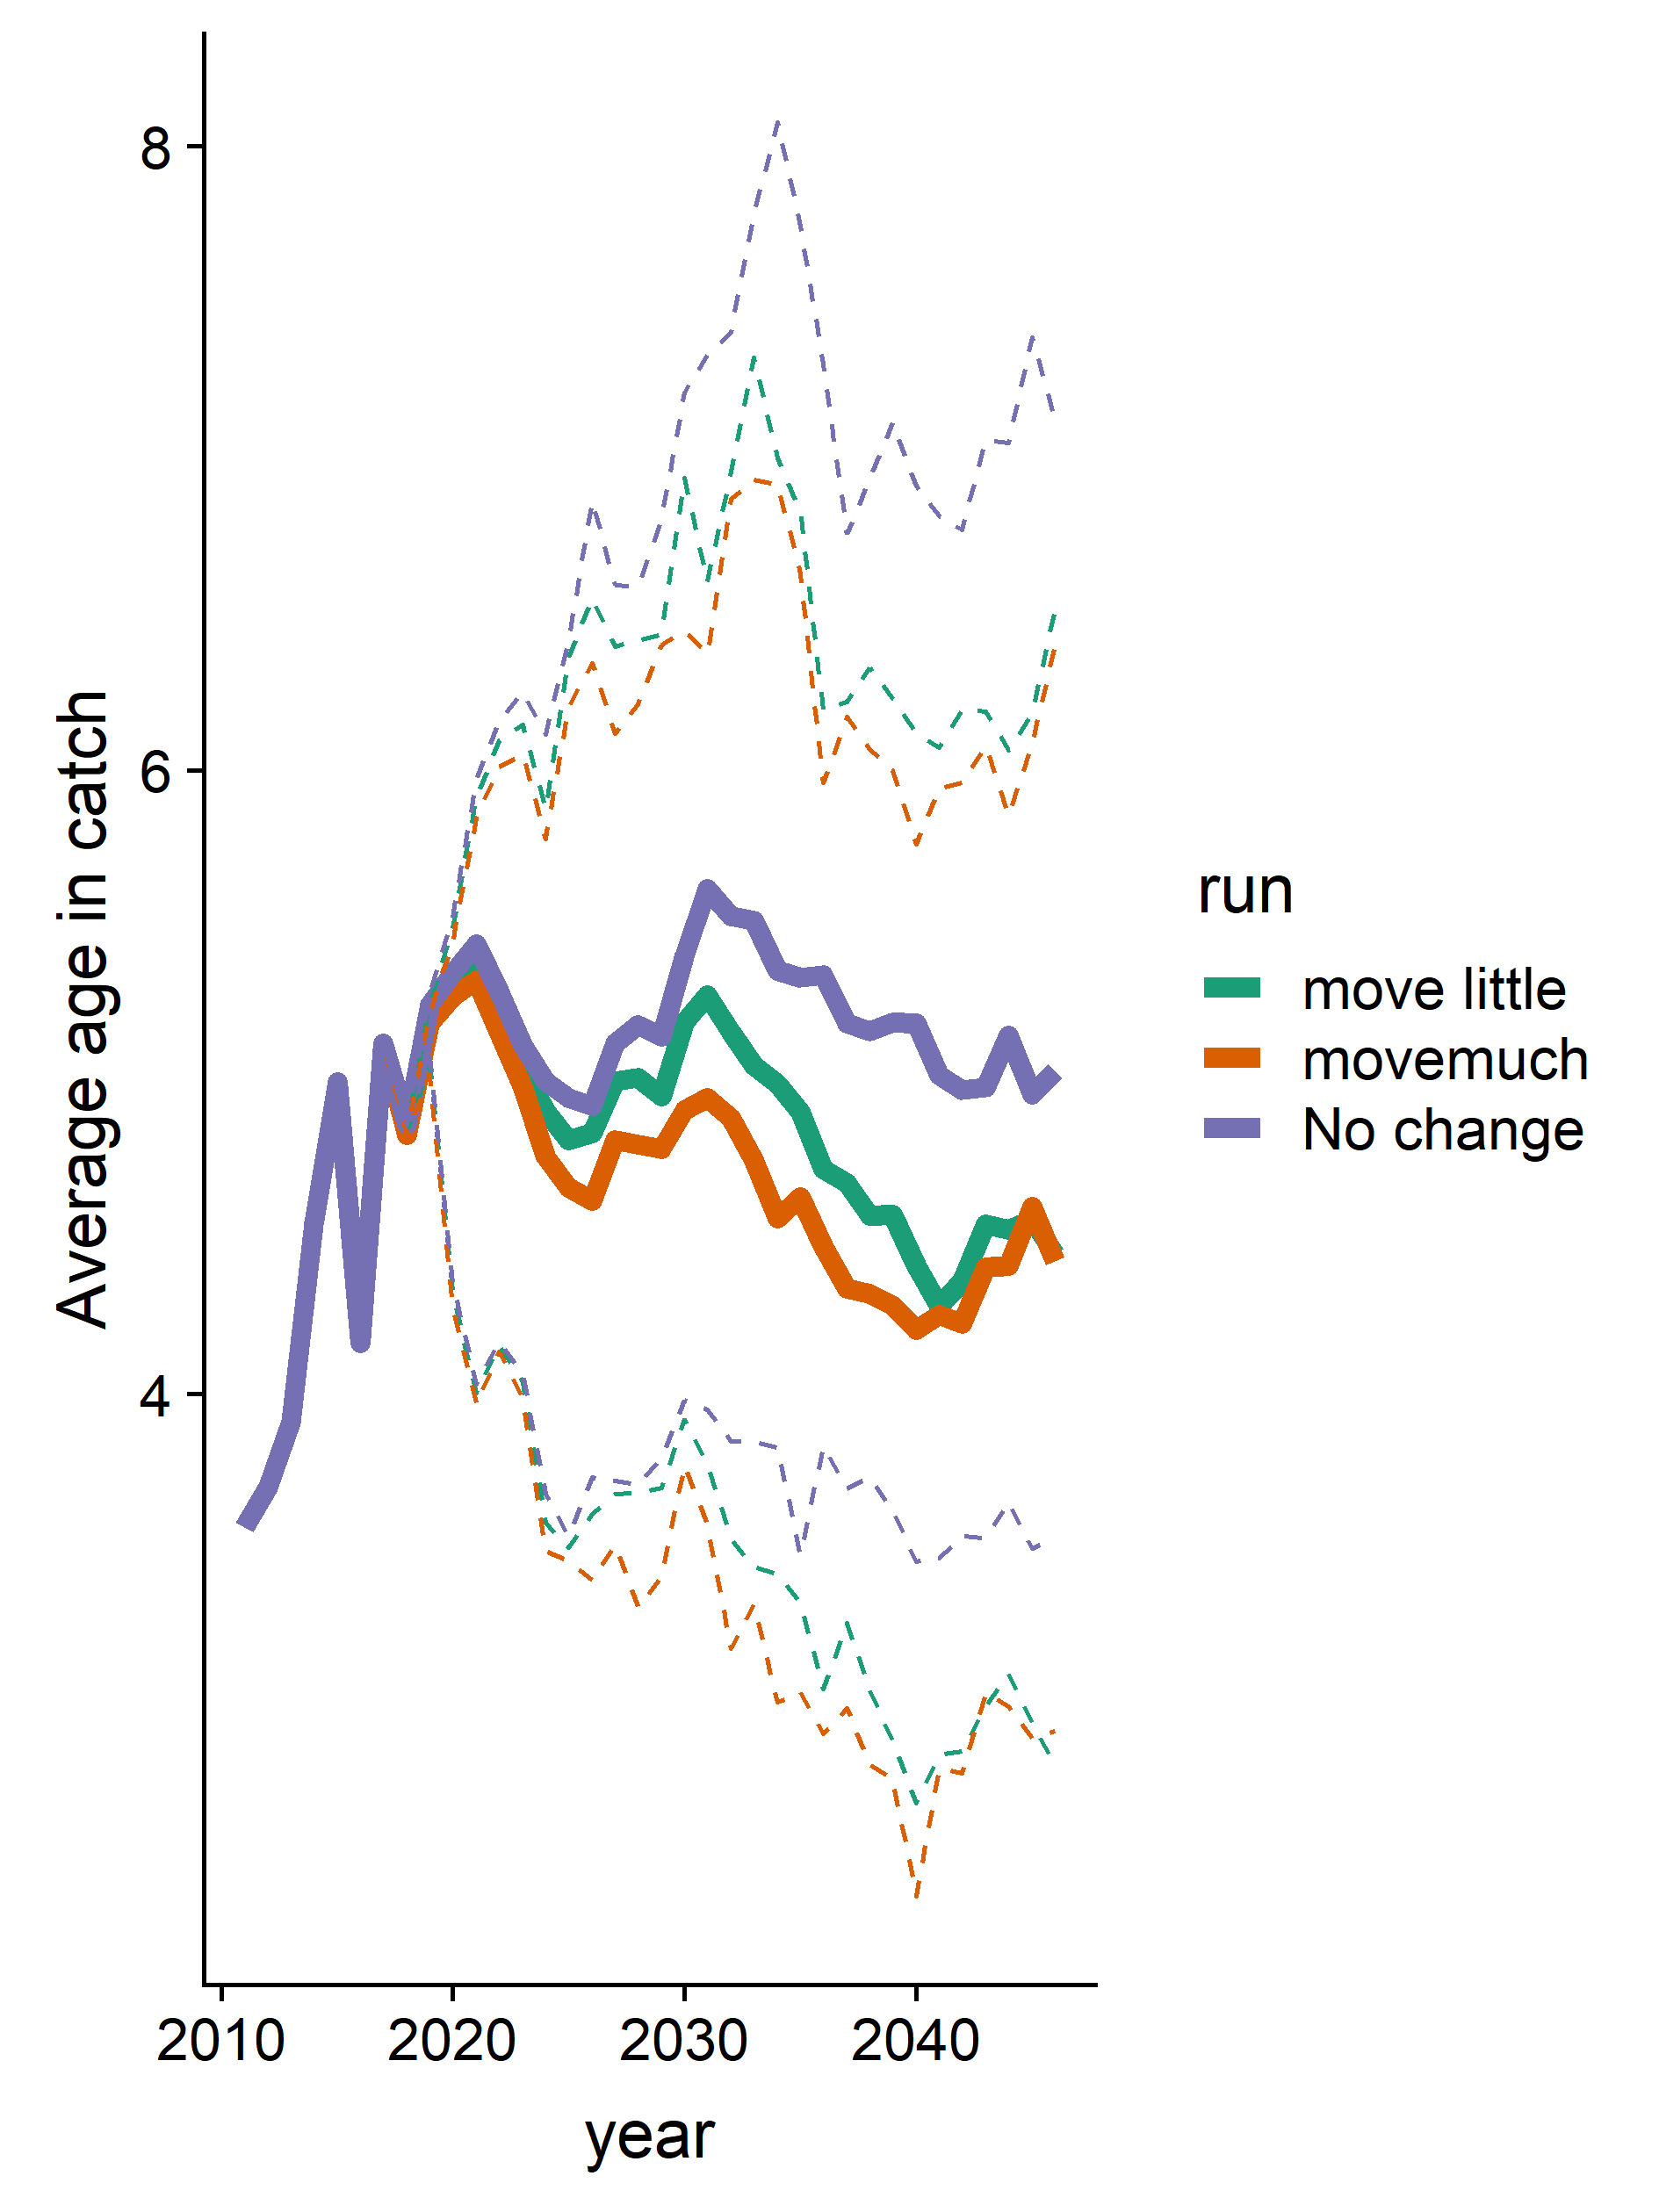 Average age in catch
8
6
4
2010 2020 2030 2040
year
run
move little
movemuch
No change